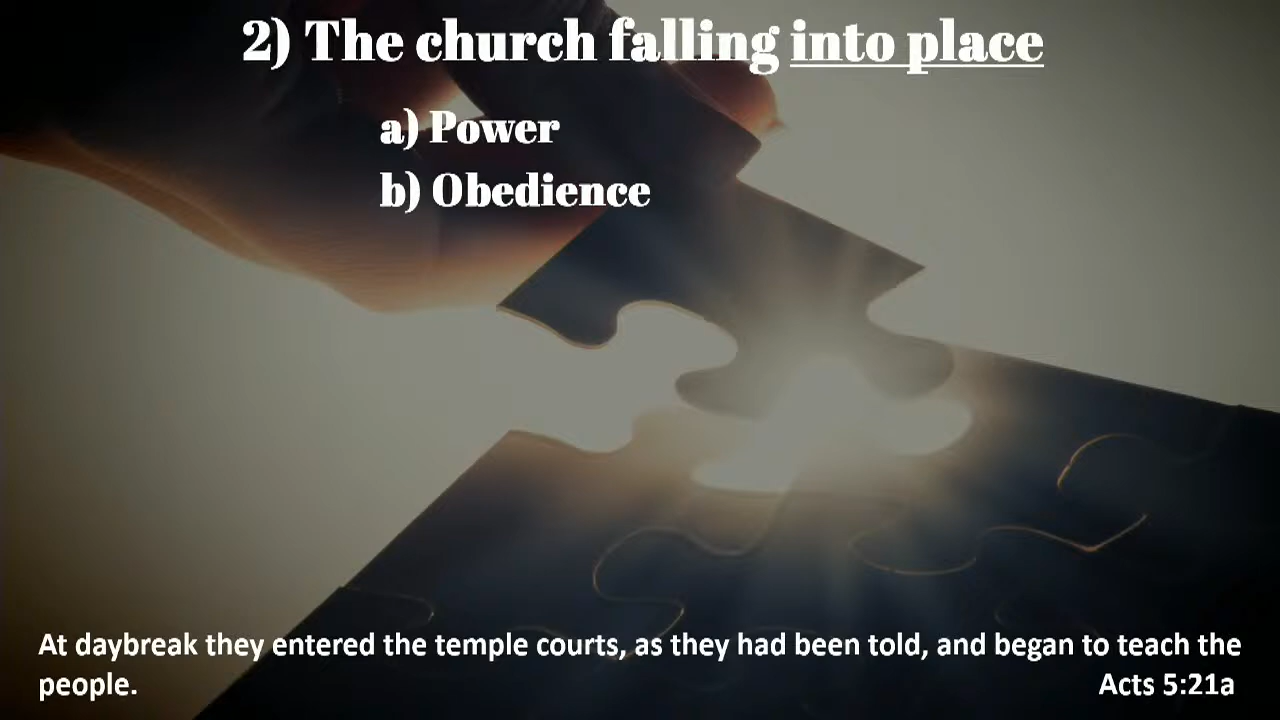 2) The church falling into place
a) Power
b) Obedience
At daybreak they entered the temple courts, as they had been told, and began to teach the
people.
Acts 5:21a